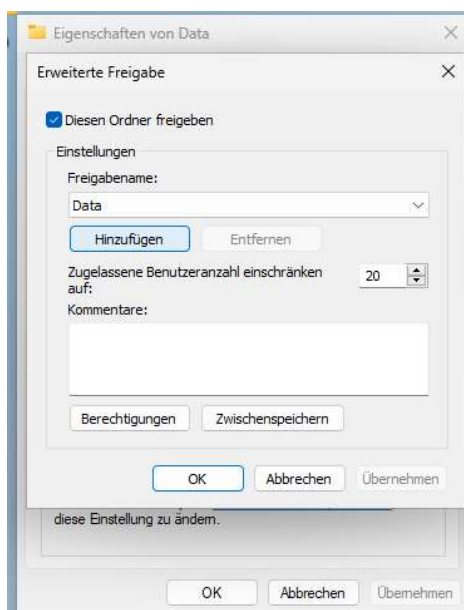 Eigenschaften von Data
Erweiterte Freigabe
Diesen Ordner freigeben
Einstellungen
Freigabename:
Data
Hinzufügen Entfernen
Zugelassene Benutzeranzahl einschränken 20
auf:
Kommentare:
Berechtigungen Zwischenspeichern
OK Abbrechen Übernehmen
diese Einstellung zu ändern.
OK Abbrechen Übernehmen